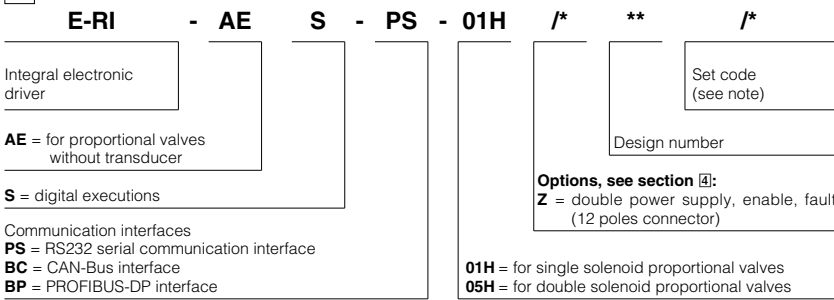 E-RI - AE S - PS - 01H /* ** /*
Integral electronic
driver
Set code
(see note)
AE = for proportional valves
without transducer
Design number
S = digital executions
Options, see section 4:
Z = double power supply, enable, fault
(12 poles connector)
Communication interfaces
PS = RS232 serial communication interface
BC = CAN-Bus interface
BP = PROFIBUS-DP interface
01H = for single solenoid proportional valves
05H = for double solenoid proportional valves